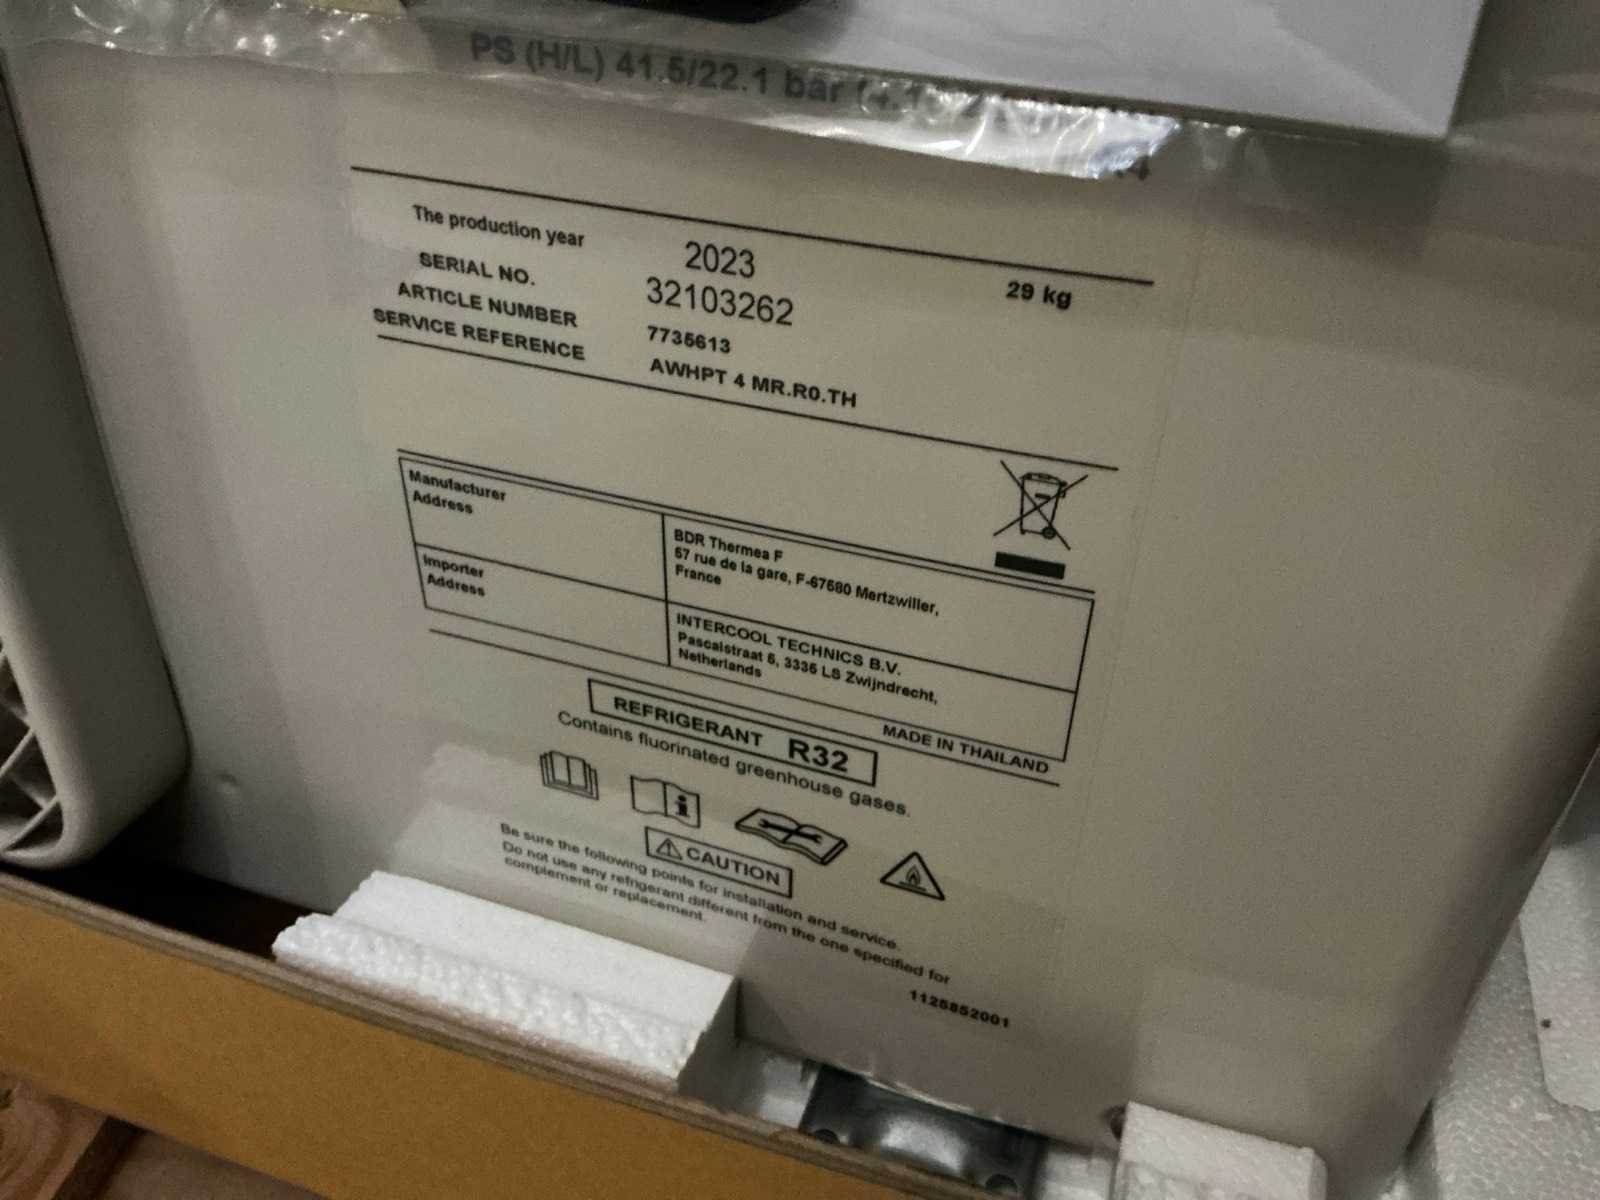 PS (H/L) 41.5/22.1 bar
The production year 2023 29 kg
SERIAL NO. 32103262
ARTICLE NUMBER 7735613
SERVICE REFERENCE AWHPT 4 MR.R0.TH
Manufacturer
Address
BDR Thermea F
57 rue de la gare, F-67580 Mertzwiller,
France
Importer
Address
INTERCOOL TECHNICS B.V.
Pascalstraat 5, 3335 LS Zwijndrecht,
Netherlands
MADE IN THAILAND
REFRIGERANT R32
Contains fluorinated greenhouse gases.
CAUTION
Be sure the following points for installation and service.
Do not use any refrigerant different from the one specified for
complement or replacement.
1125852001